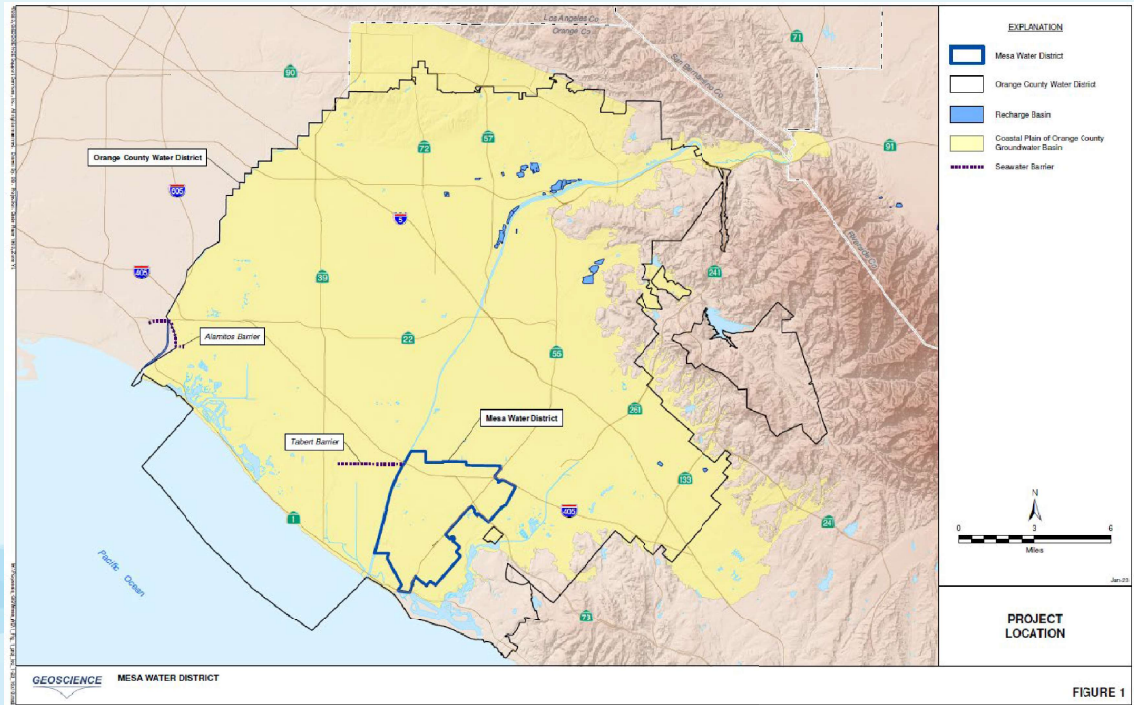 Los Angeles Co
Orange Co
San Bernardino Co
Riverside Co
71
90
57
72
91
Orange County Water District
605
5
405
39
241
Alamitos Barrier
22
55
Mesa Water District
261
Talbert Barrier
133
405
1
24
73
Pacific Ocean
EXPLANATION
Mesa Water District
Orange County Water District
Recharge Basin
Coastal Plain of Orange County
Groundwater Basin
Seawater Barrier
N
0 3 6
Miles
Jan-23
PROJECT
LOCATION
GEOSCIENCE MESA WATER DISTRICT
FIGURE 1